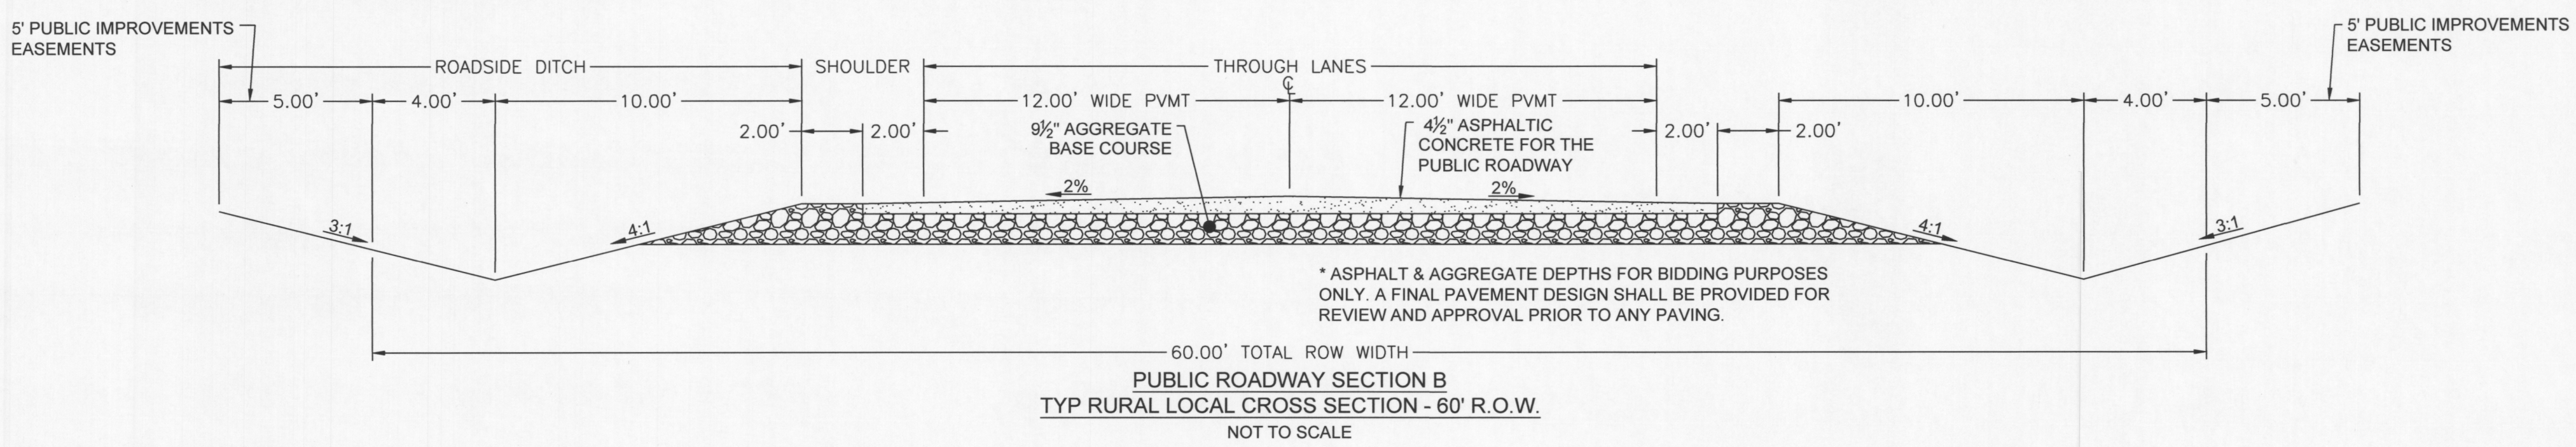 5' PUBLIC IMPROVEMENTS
EASEMENTS
5' PUBLIC IMPROVEMENTS
EASEMENTS
ROADSIDE DITCH
SHOULDER
THROUGH LANES
℄
5.00'
4.00'
10.00'
12.00' WIDE PVMT
12.00' WIDE PVMT
10.00'
4.00'
5.00'
2.00'
2.00'
9½" AGGREGATE
BASE COURSE
4½" ASPHALTIC
CONCRETE FOR THE
PUBLIC ROADWAY
2.00'
2.00'
2%
2%
3:1
4:1
4:1
3:1
* ASPHALT & AGGREGATE DEPTHS FOR BIDDING PURPOSES
ONLY. A FINAL PAVEMENT DESIGN SHALL BE PROVIDED FOR
REVIEW AND APPROVAL PRIOR TO ANY PAVING.
60.00' TOTAL ROW WIDTH
PUBLIC ROADWAY SECTION B
TYP RURAL LOCAL CROSS SECTION - 60' R.O.W.
NOT TO SCALE